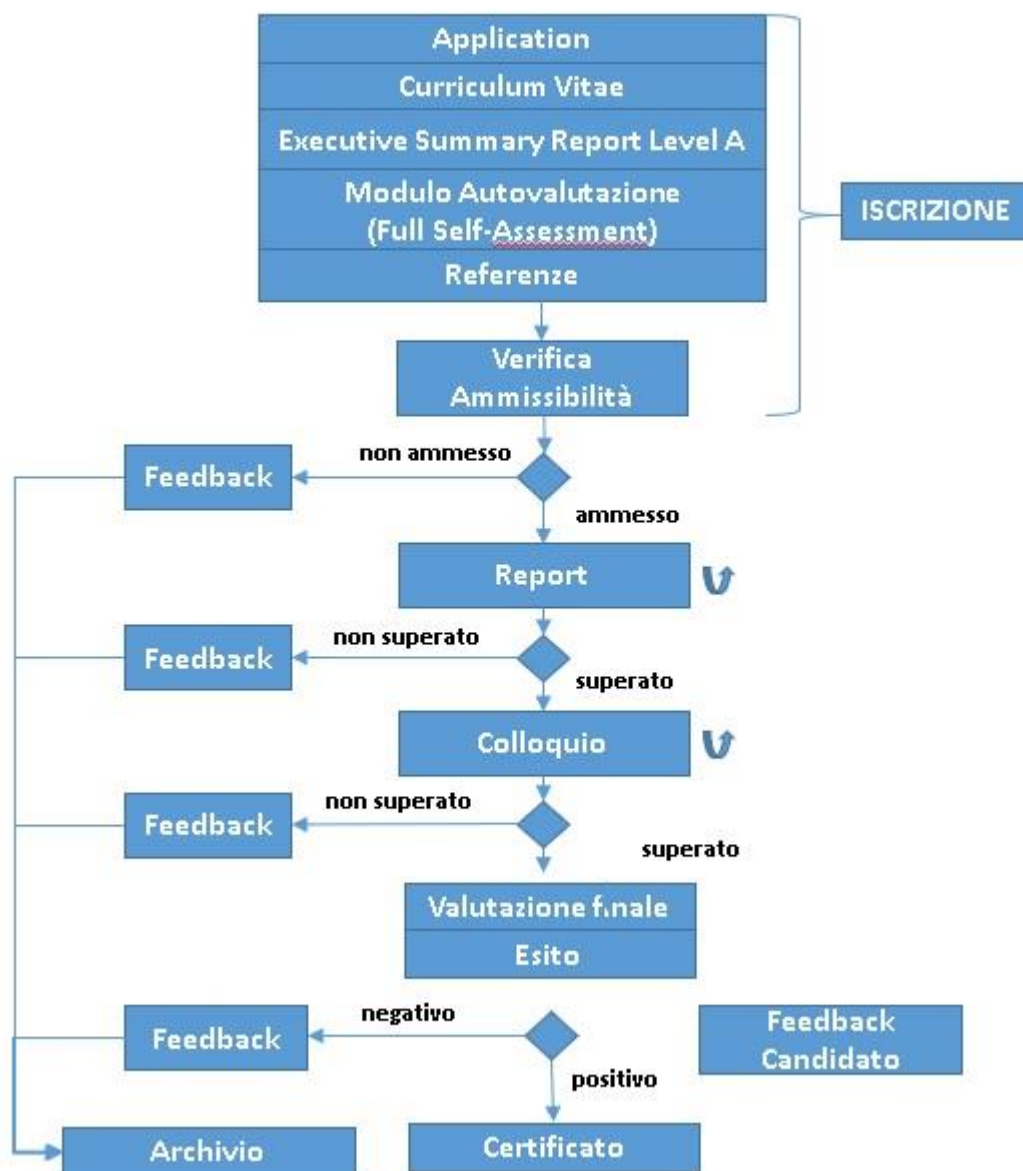 Application
Curriculum Vitae
Executive Summary Report Level A
Modulo Autovalutazione
(Full Self-Assessment)
Referenze
ISCRIZIONE
Verifica
Ammissibilità
non ammesso
Feedback
ammesso
Report
non superato
Feedback
superato
Colloquio
non superato
Feedback
superato
Valutazione finale
Esito
negativo
Feedback
Feedback
Candidato
positivo
Archivio
Certificato